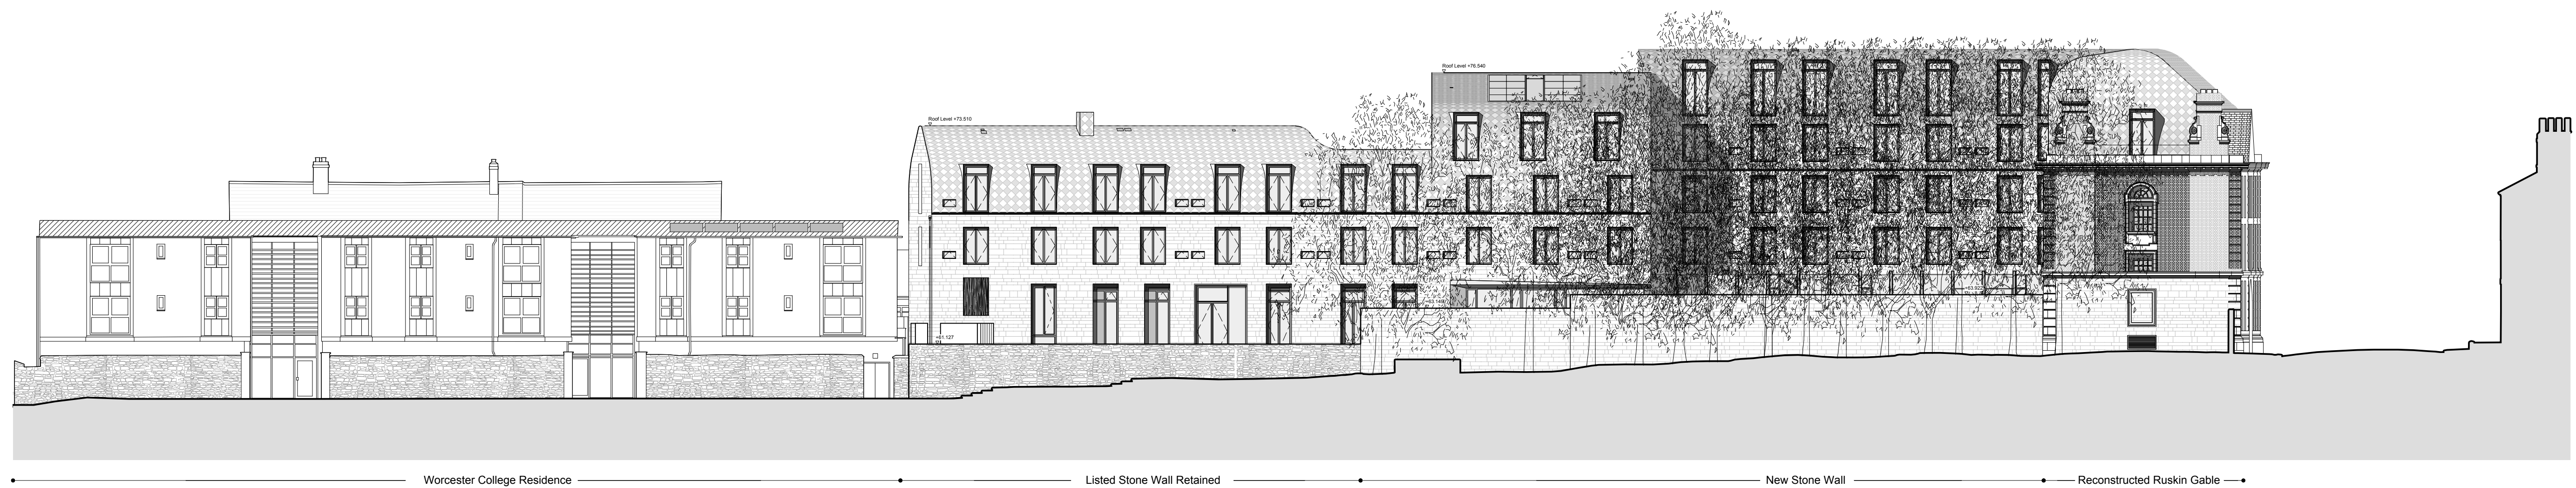 Roof Level +76.540
Roof Level +73.510
Worcester College Residence
Listed Stone Wall Retained
New Stone Wall
Reconstructed Ruskin Gable